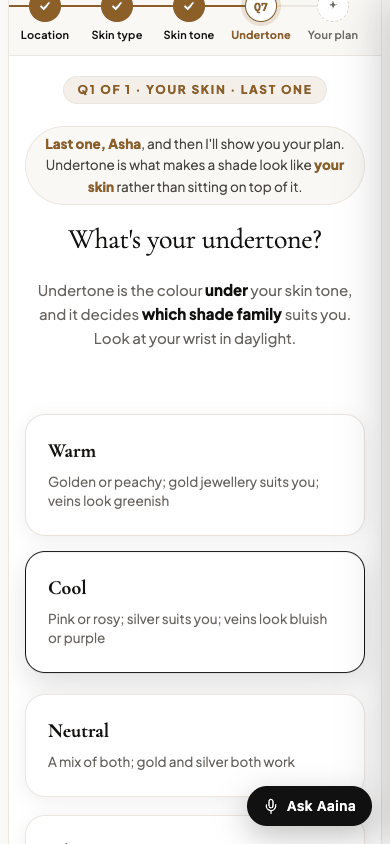 Q7
Location
Skin type
Skin tone
Undertone
Your plan
Q1 OF 1 · YOUR SKIN · LAST ONE
Last one, Asha, and then I'll show you your plan.
Undertone is what makes a shade look like your
skin rather than sitting on top of it.
What's your undertone?
Undertone is the colour under your skin tone,
and it decides which shade family suits you.
Look at your wrist in daylight.
Warm
Golden or peachy; gold jewellery suits you;
veins look greenish
Cool
Pink or rosy; silver suits you; veins look bluish
or purple
Neutral
A mix of both; gold and silver both work
Ask Aaina